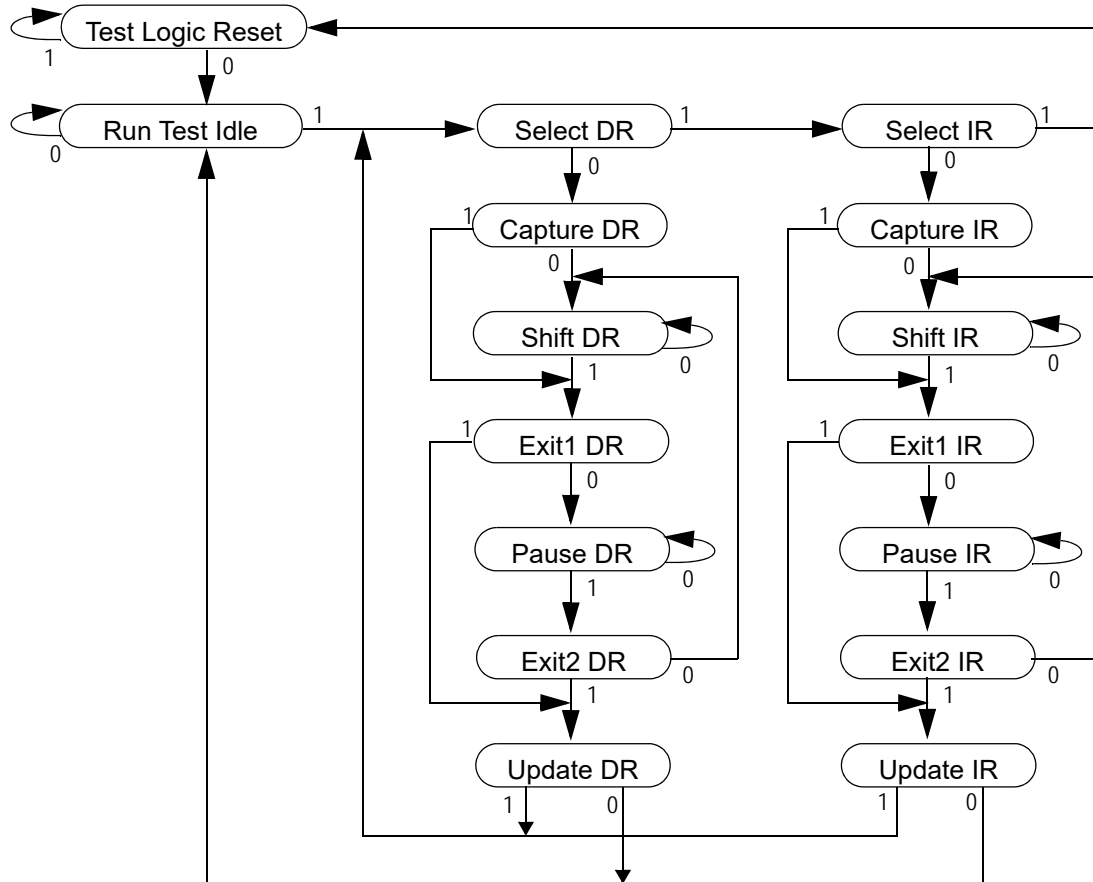 Test Logic Reset
1
0
Run Test Idle
1
0
Select DR
1
0
Select IR
1
0
1
Capture DR
0
1
Capture IR
0
Shift DR
0
1
Shift IR
0
1
1
Exit1 DR
0
1
Exit1 IR
0
Pause DR
0
1
Pause IR
0
1
Exit2 DR
0
1
Exit2 IR
0
1
Update DR
1
0
Update IR
1
0